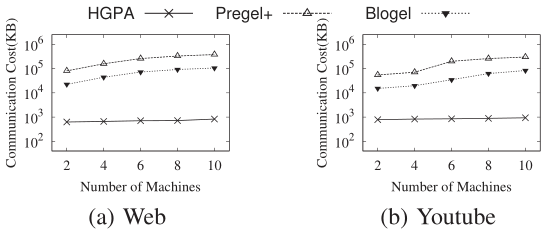 HGPA Pregel+ Blogel
Communication Cost(KB)
10^6
10^5
10^4
10^3
10^2
2 4 6 8 10
Number of Machines
(a) Web
Communication Cost(KB)
10^6
10^5
10^4
10^3
10^2
2 4 6 8 10
Number of Machines
(b) Youtube